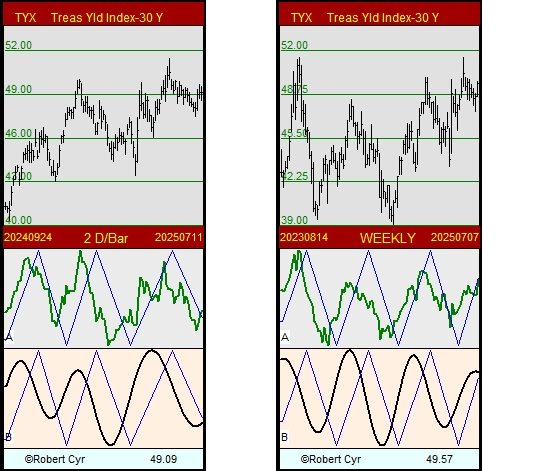 TYX Treas Yld Index-30 Y
52.00
49.00
46.00
43.00
40.00
20240924 2 D/Bar 20250711
A
B
©Robert Cyr 49.09
TYX Treas Yld Index-30 Y
52.00
48.75
45.50
42.25
39.00
20230814 WEEKLY 20250707
A
B
©Robert Cyr 49.57